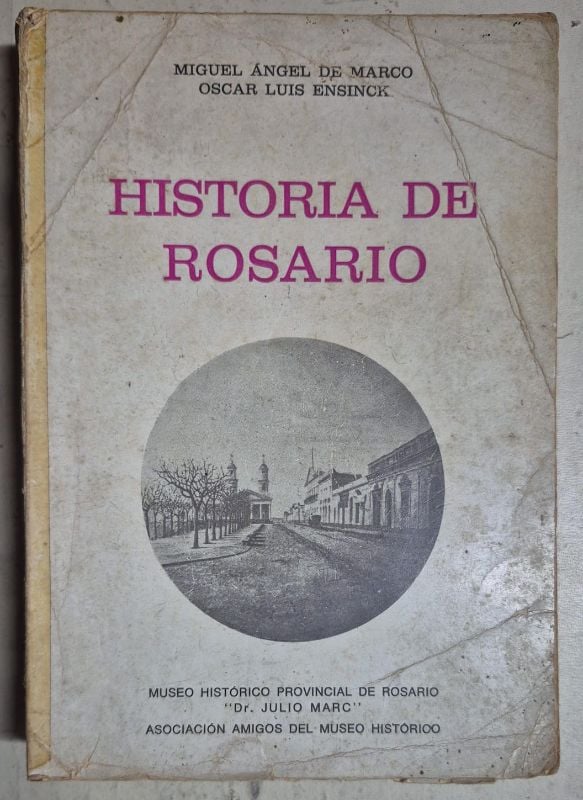 MIGUEL ÁNGEL DE MARCO
OSCAR LUIS ENSINCK
HISTORIA DE
ROSARIO
MUSEO HISTÓRICO PROVINCIAL DE ROSARIO
"Dr. JULIO MARC"
ASOCIACIÓN AMIGOS DEL MUSEO HISTÓRICO